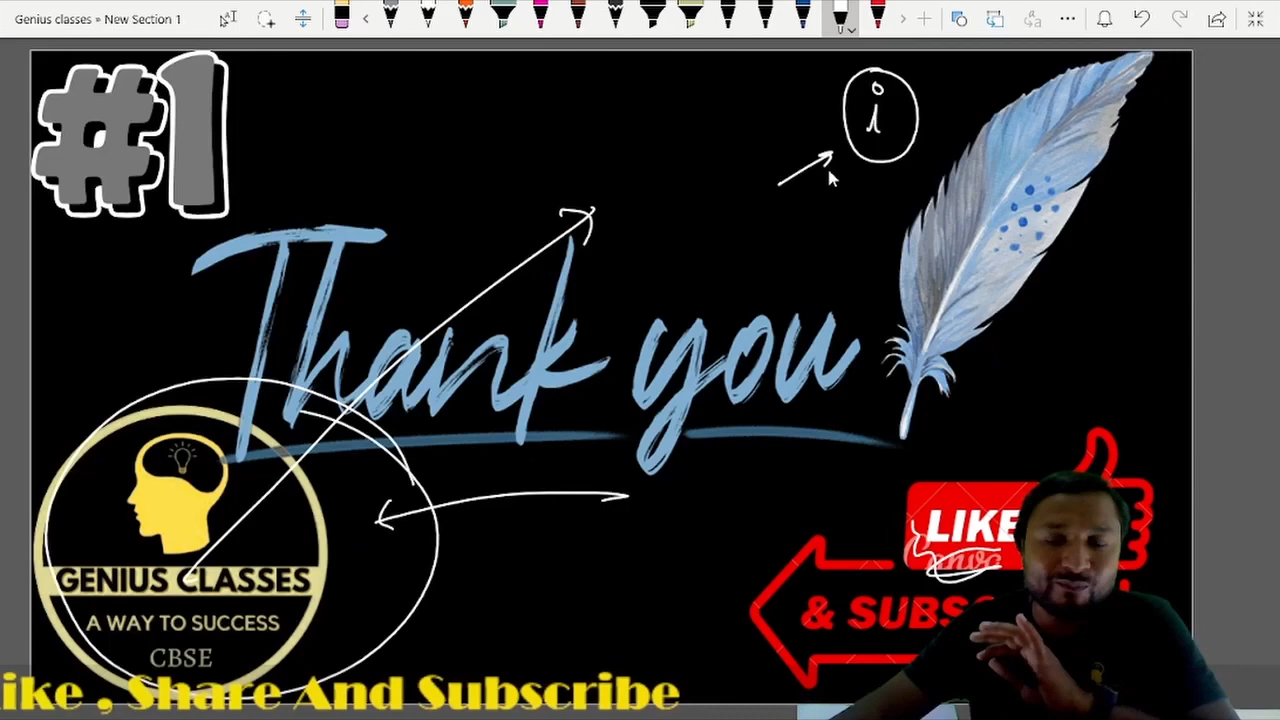 Genius classes » New Section 1
#1
i
Thank you
GENIUS CLASSES
A WAY TO SUCCESS
CBSE
LIKE
Canva
&
ike , Share And Subscribe